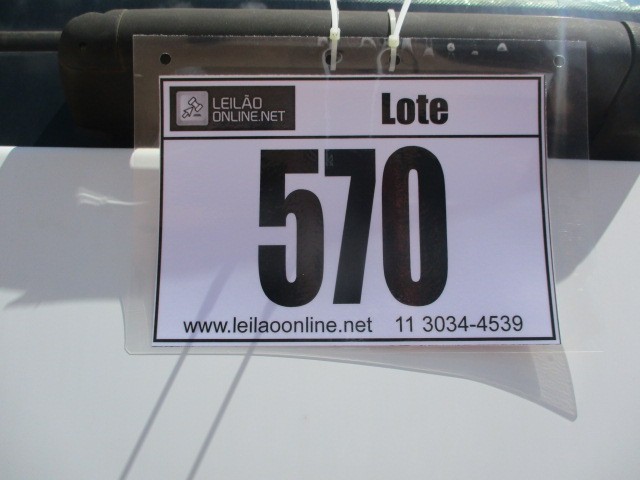 LEILÃO
ONLINE.NET
Lote
570
www.leilaoonline.net 11 3034-4539